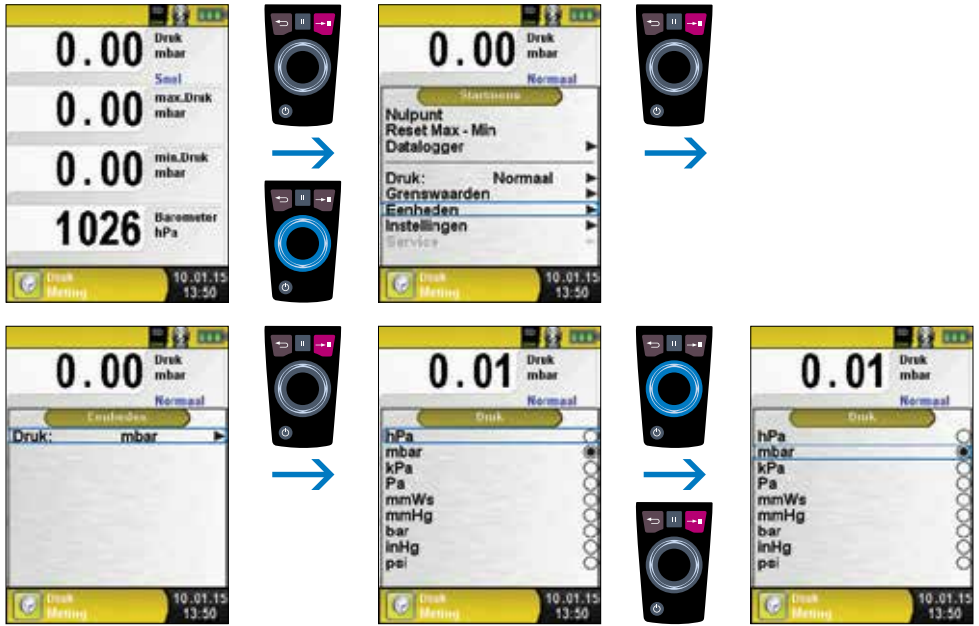 0.00 Druk
mbar
Snel
0.00 max.Druk
mbar
0.00 min.Druk
mbar
1026 Barometer
hPa
Druk
Meting
10.01.15
13:50
0.00 Druk
mbar
Normaal
Startmenu
Nulpunt
Reset Max - Min
Datalogger
Druk: Normaal
Grenswaarden
Eenheden
Instellingen
Service
Druk
Meting
10.01.15
13:50
0.00 Druk
mbar
Normaal
Eenheden
Druk: mbar
Druk
Meting
10.01.15
13:50
0.01 Druk
mbar
Normaal
Druk
hPa
mbar
kPa
Pa
mmWs
mmHg
bar
inHg
psi
Druk
Meting
10.01.15
13:50
0.01 Druk
mbar
Normaal
Druk
hPa
mbar
kPa
Pa
mmWs
mmHg
bar
inHg
psi
Druk
Meting
10.01.15
13:50